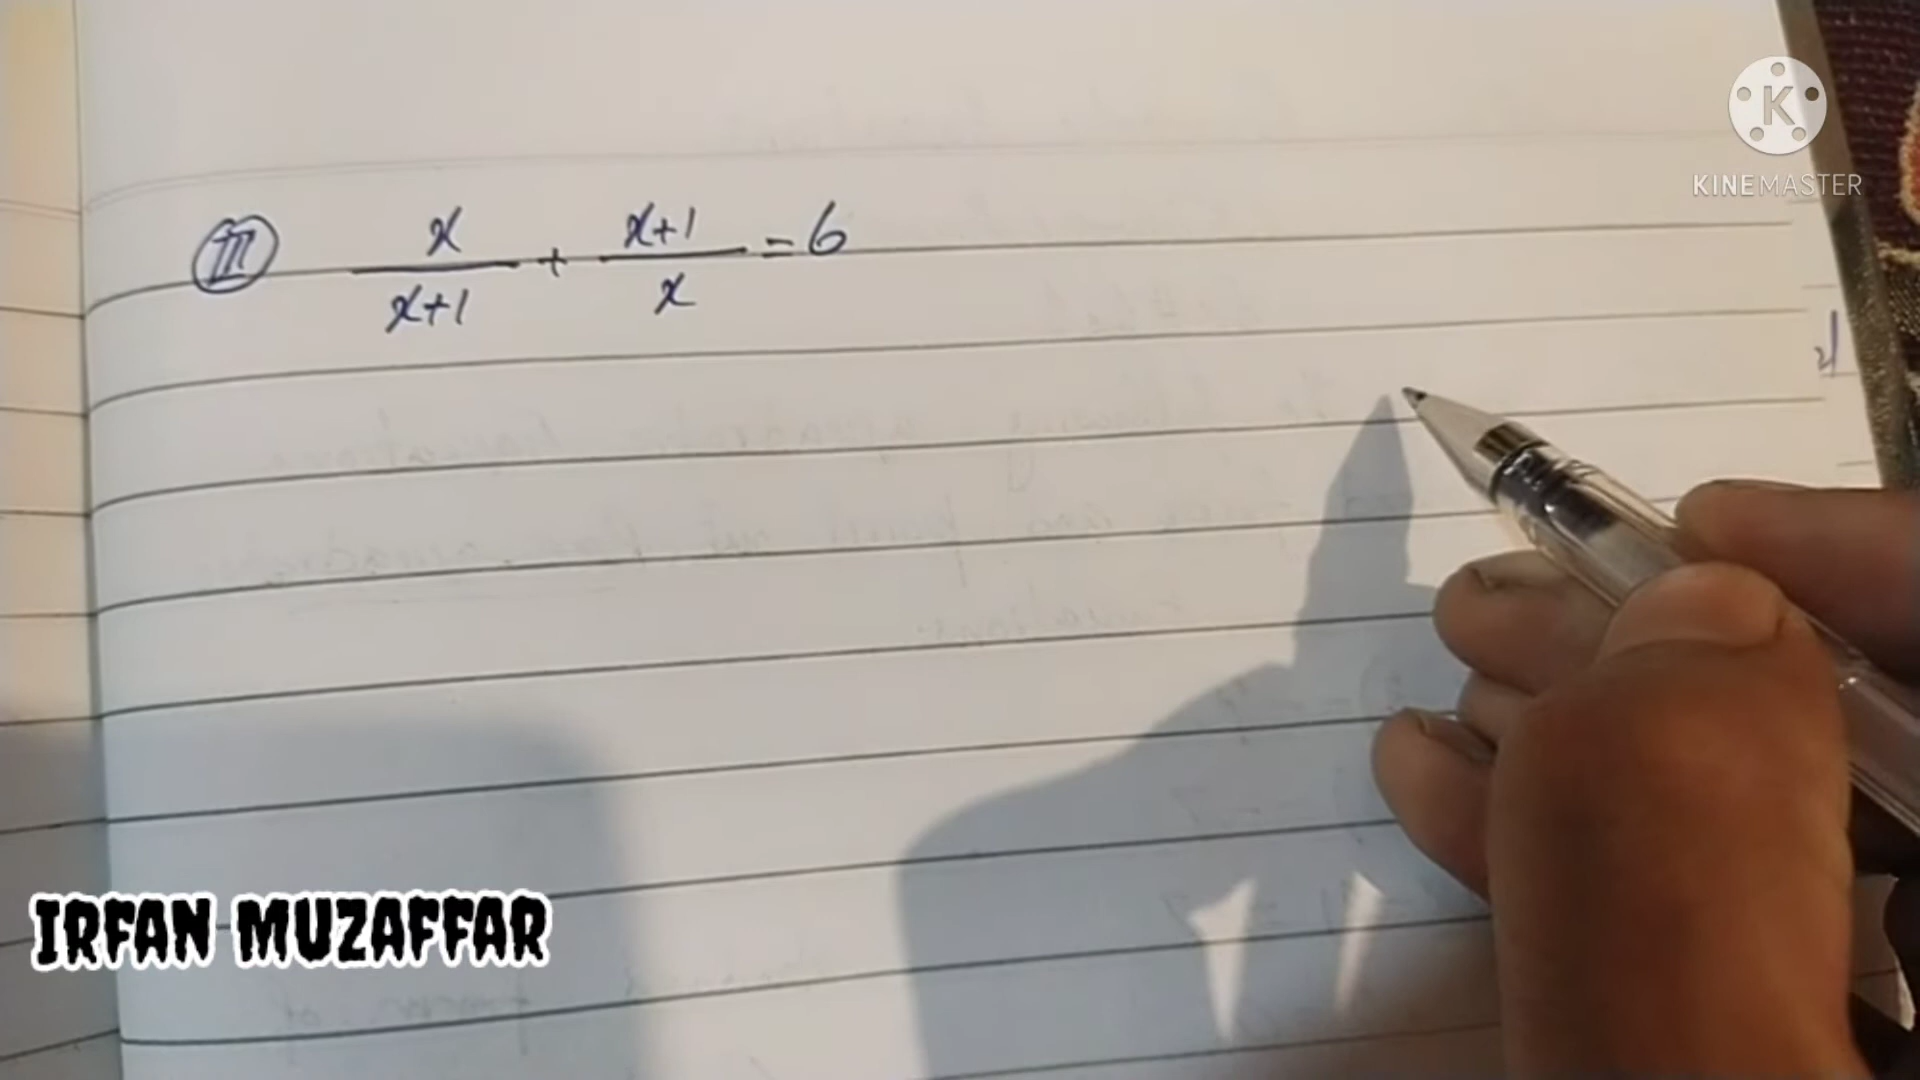 KINEMASTER
III x/(x+1) + (x+1)/x = 6
IRFAN MUZAFFAR